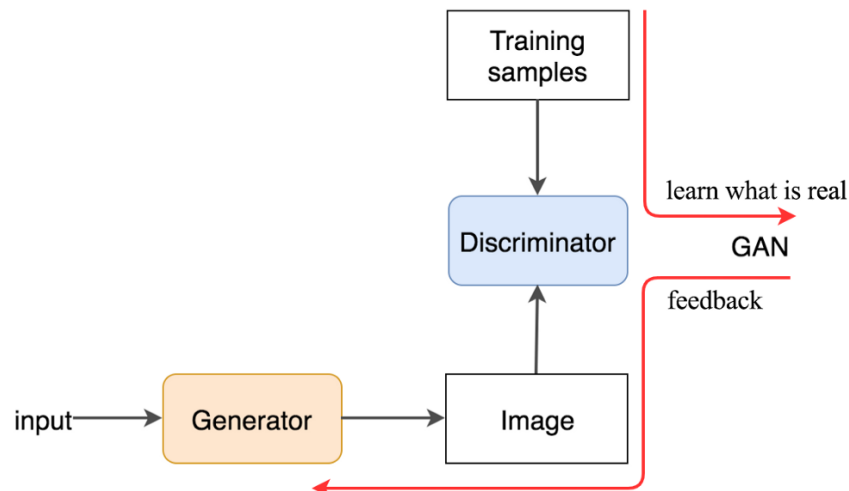 Training
samples
learn what is real
Discriminator
GAN
feedback
input
Generator
Image